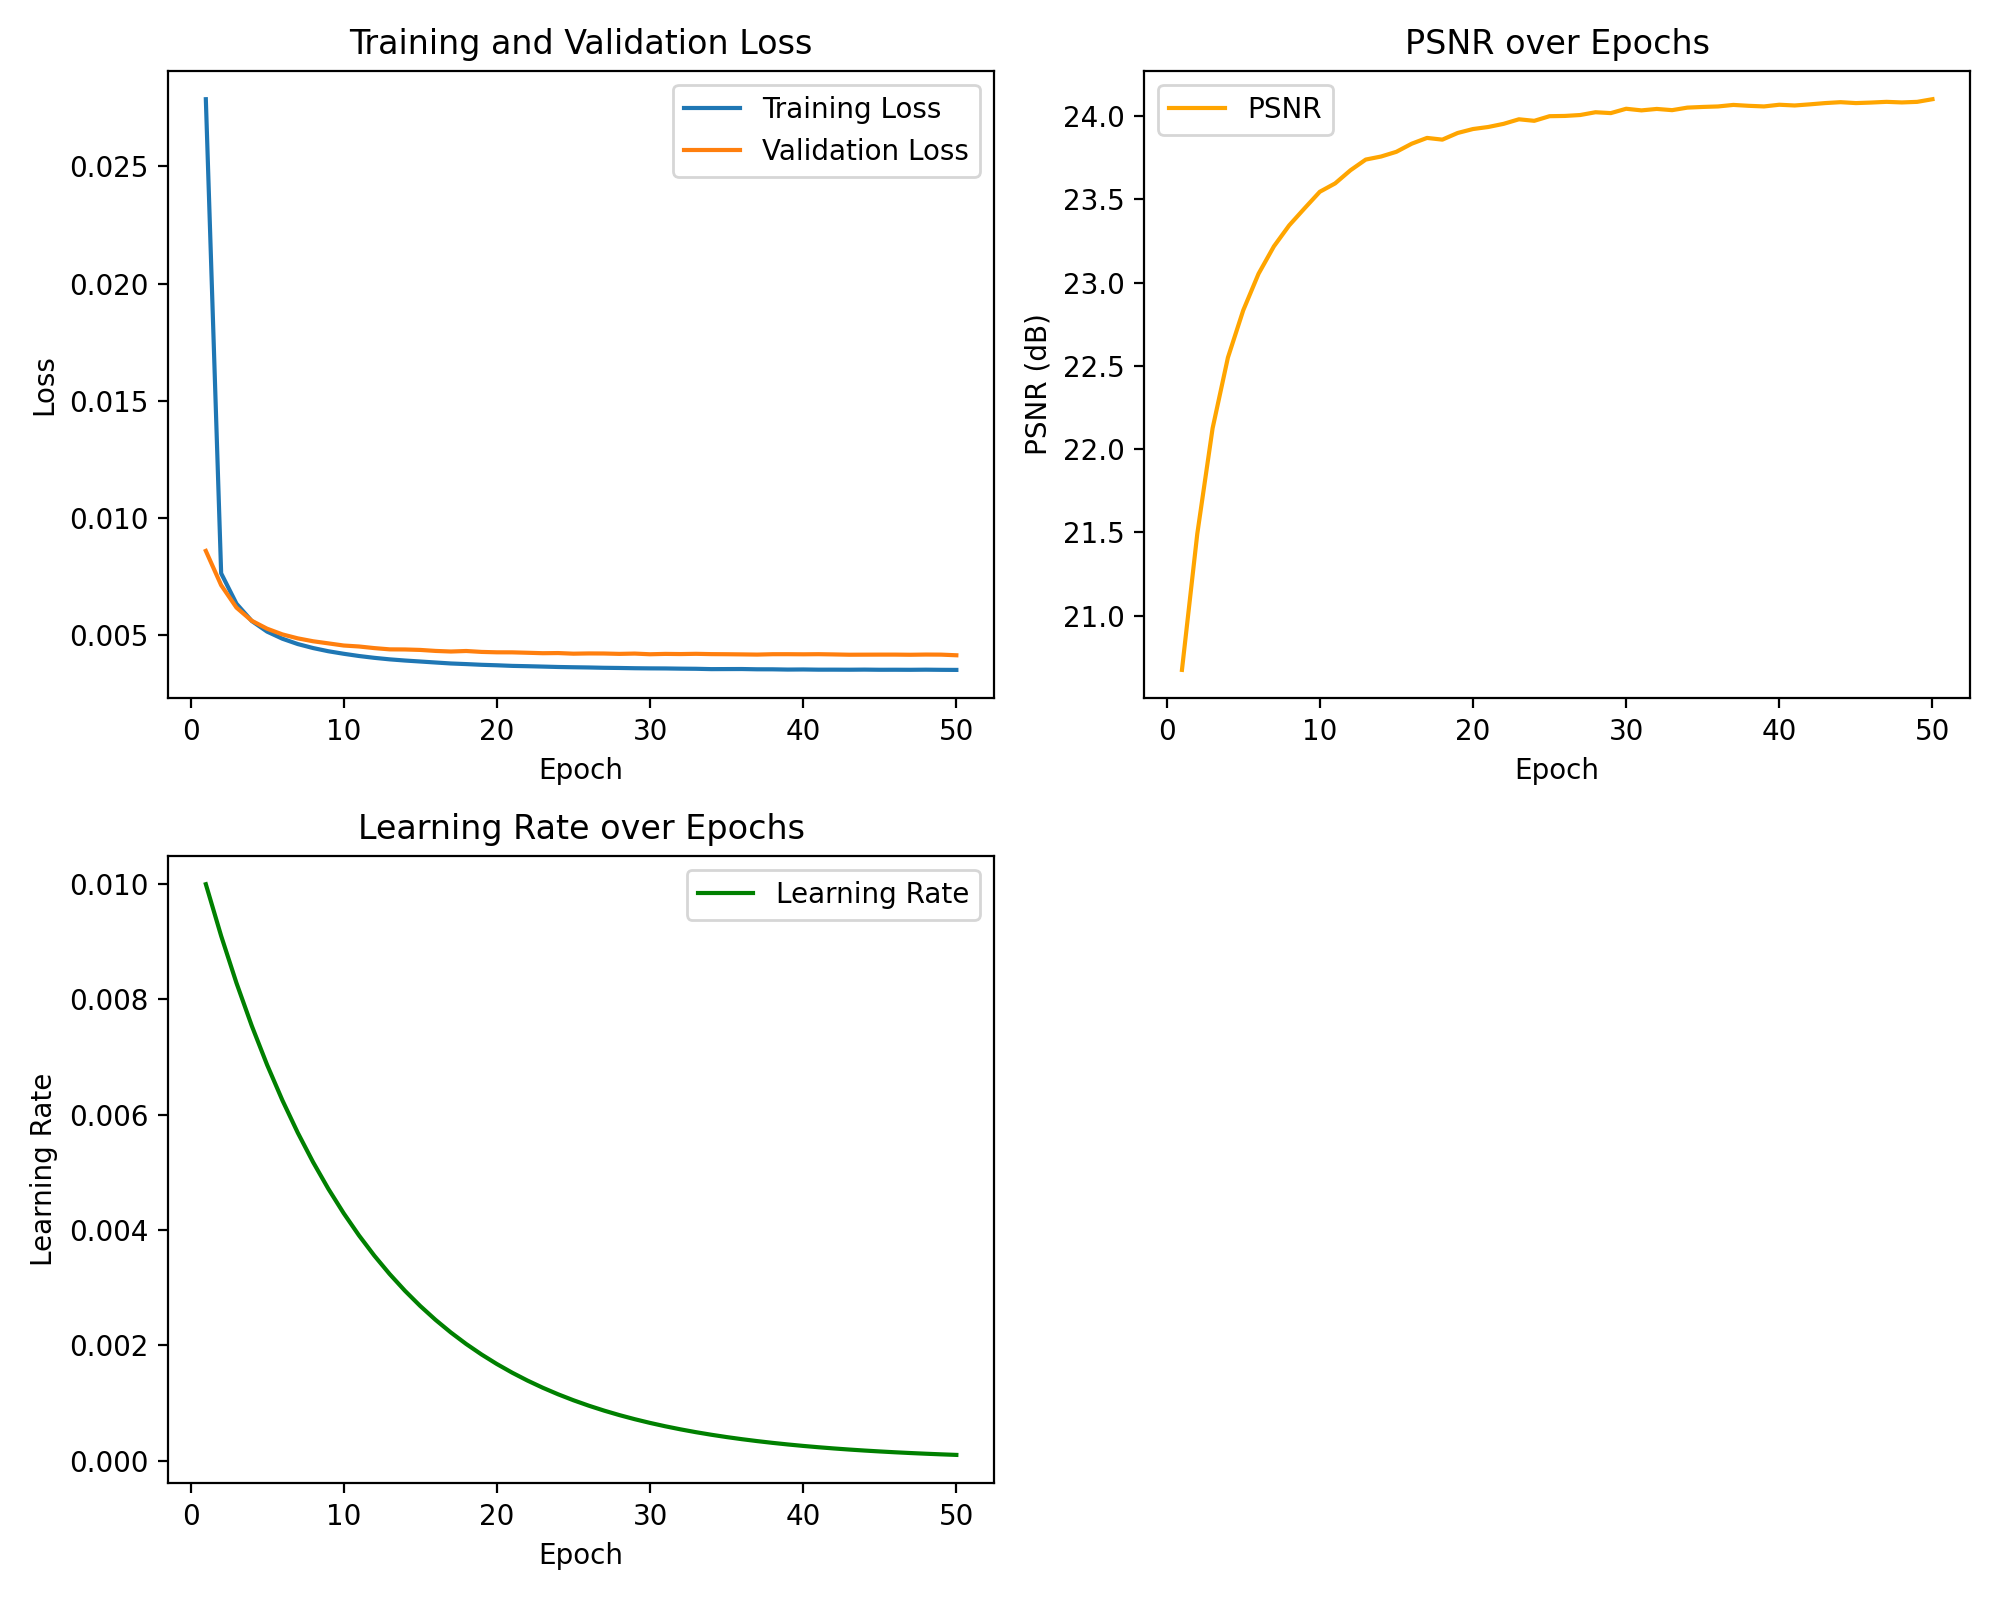 Training and Validation Loss
Training Loss
Validation Loss
0.025
0.020
0.015
0.010
0.005
Loss
0 10 20 30 40 50
Epoch
PSNR over Epochs
PSNR
24.0
23.5
23.0
22.5
22.0
21.5
21.0
PSNR (dB)
0 10 20 30 40 50
Epoch
Learning Rate over Epochs
Learning Rate
0.010
0.008
0.006
0.004
0.002
0.000
Learning Rate
0 10 20 30 40 50
Epoch